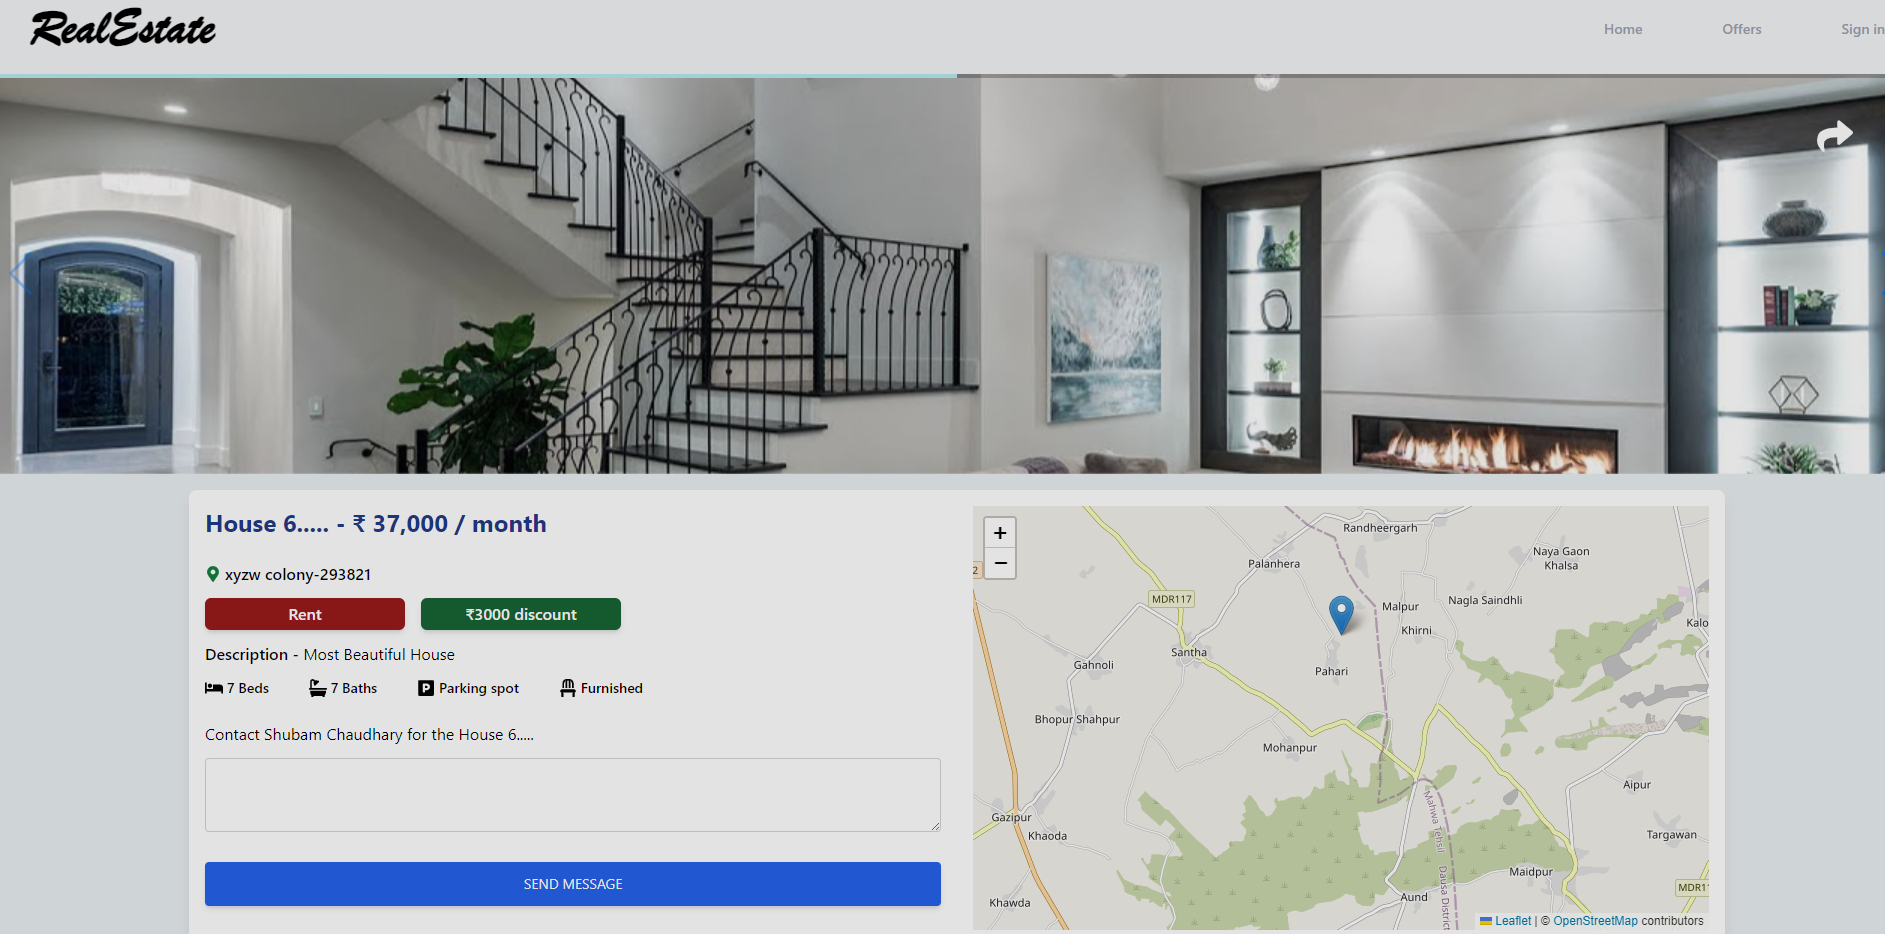 RealEstate
Home
Offers
Sign in
House 6..... - ₹ 37,000 / month
xyzw colony-293821
Rent
₹3000 discount
Description - Most Beautiful House
7 Beds
7 Baths
Parking spot
Furnished
Contact Shubam Chaudhary for the House 6.....
SEND MESSAGE
+
−
2
Randheergarh
Naya Gaon
Khalsa
Palanhera
MDR117
Malpur
Nagla Saindhli
Kalo
Khirni
Santha
Gahnoli
Pahari
Bhopur Shahpur
Mohanpur
Aipur
Gazipur
Khaoda
Mahwa Tehsil
Targawan
Maidpur
Dausa District
MDR11
Aund
Khawda
Leaflet | © OpenStreetMap contributors